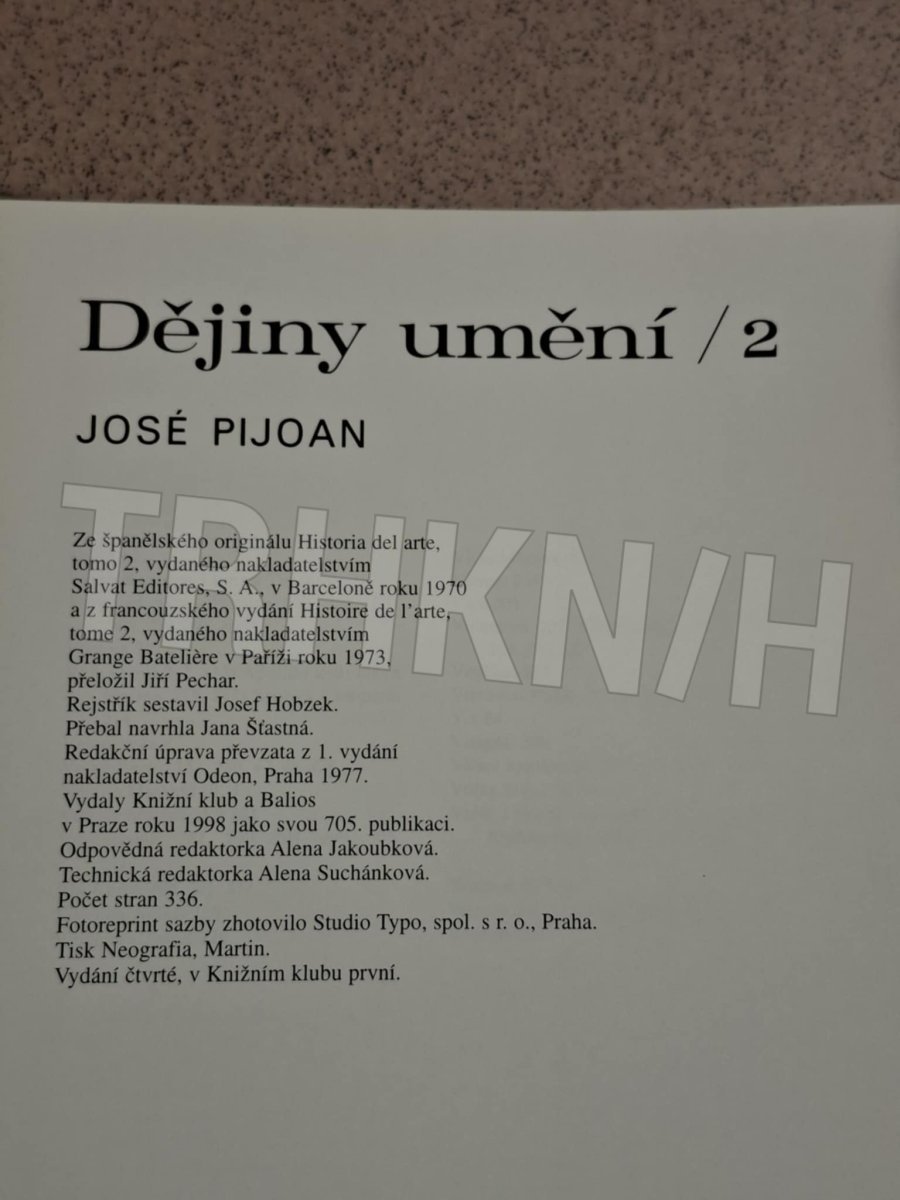 Dějiny umění / 2
JOSÉ PIJOAN
TRHKN/H
Ze španělského originálu Historia del arte,
tomo 2, vydaného nakladatelstvím
Salvat Editores, S. A., v Barceloně roku 1970
a z francouzského vydání Histoire de l'arte,
tome 2, vydaného nakladatelstvím
Grange Batelière v Paříži roku 1973,
přeložil Jiří Pechar.
Rejstřík sestavil Josef Hobzek.
Přebal navrhla Jana Šťastná.
Redakční úprava převzata z 1. vydání
nakladatelství Odeon, Praha 1977.
Vydaly Knižní klub a Balios
v Praze roku 1998 jako svou 705. publikaci.
Odpovědná redaktorka Alena Jakoubková.
Technická redaktorka Alena Suchánková.
Počet stran 336.
Fotoreprint sazby zhotovilo Studio Typo, spol. s r. o., Praha.
Tisk Neografia, Martin.
Vydání čtvrté, v Knižním klubu první.